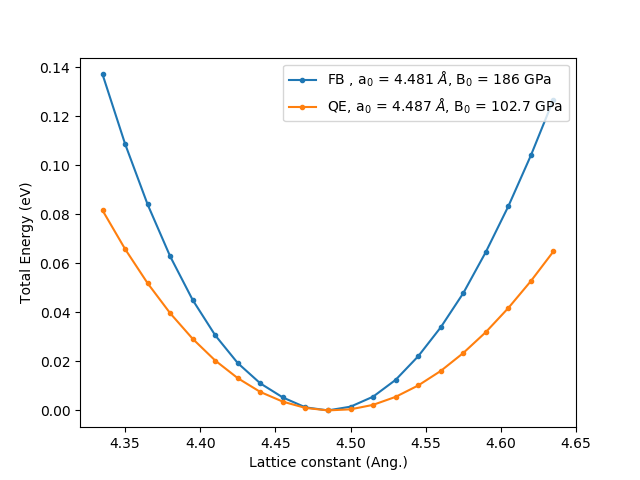 FB , a₀ = 4.481 Å, B₀ = 186 GPa
QE, a₀ = 4.487 Å, B₀ = 102.7 GPa
Total Energy (eV)
0.14
0.12
0.10
0.08
0.06
0.04
0.02
0.00
4.35 4.40 4.45 4.50 4.55 4.60 4.65
Lattice constant (Ang.)